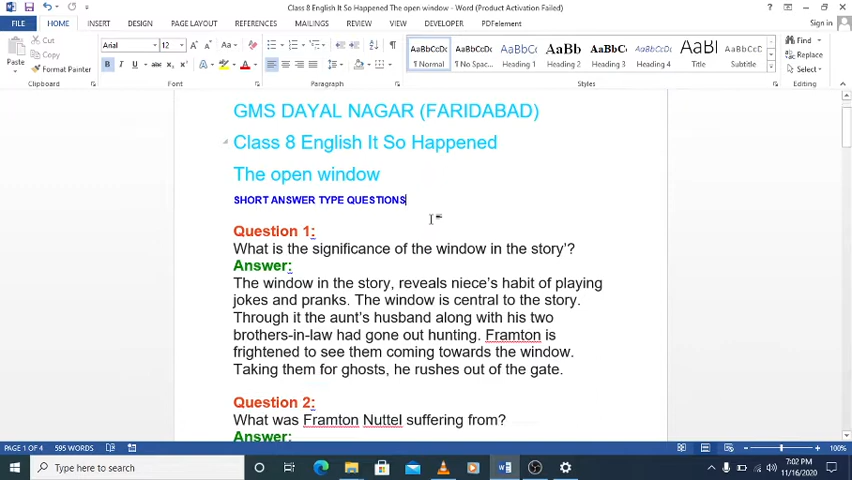 Class 8 English It So Happened The open window - Word (Product Activation Failed)
FILE HOME INSERT DESIGN PAGE LAYOUT REFERENCES MAILINGS REVIEW VIEW DEVELOPER PDFelement Sign in
Paste Cut Copy Format Painter
Arial 12 Aa
B I U abc
AaBbCcDc AaBbCcDc AaBbCc AaBb AaBbCc AaBbCc AaBl AaBbCcDc
¶ Normal ¶ No Spac... Heading 1 Heading 2 Heading 3 Heading 4 Title Subtitle
Find
Replace
Select
Clipboard Font Paragraph Styles Editing
GMS DAYAL NAGAR (FARIDABAD)
Class 8 English It So Happened
The open window
SHORT ANSWER TYPE QUESTIONS
Question 1:
What is the significance of the window in the story’?
Answer:
The window in the story, reveals niece’s habit of playing
jokes and pranks. The window is central to the story.
Through it the aunt’s husband along with his two
brothers-in-law had gone out hunting. Framton is
frightened to see them coming towards the window.
Taking them for ghosts, he rushes out of the gate.
Question 2:
What was Framton Nuttel suffering from?
Answer:
PAGE 1 OF 4 595 WORDS 100%
Type here to search
7:02 PM
11/16/2020